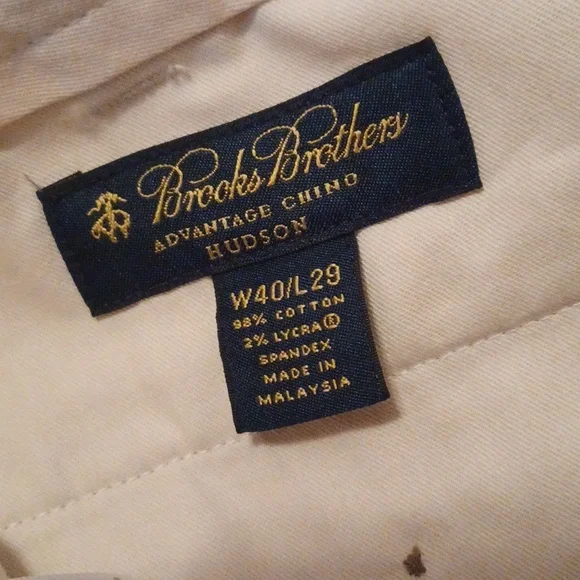 Brooks Brothers
ADVANTAGE CHINO
HUDSON
W40/L29
98% COTTON
2% LYCRA®
SPANDEX
MADE IN
MALAYSIA